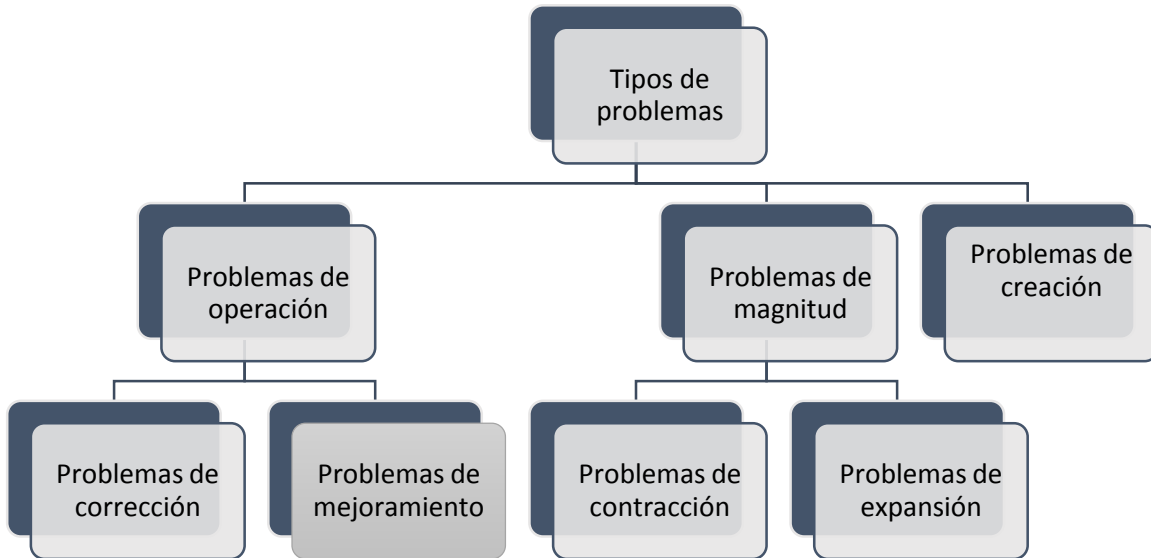 Tipos de
problemas
Problemas de
operación
Problemas de
magnitud
Problemas de
creación
Problemas de
corrección
Problemas de
mejoramiento
Problemas de
contracción
Problemas de
expansión